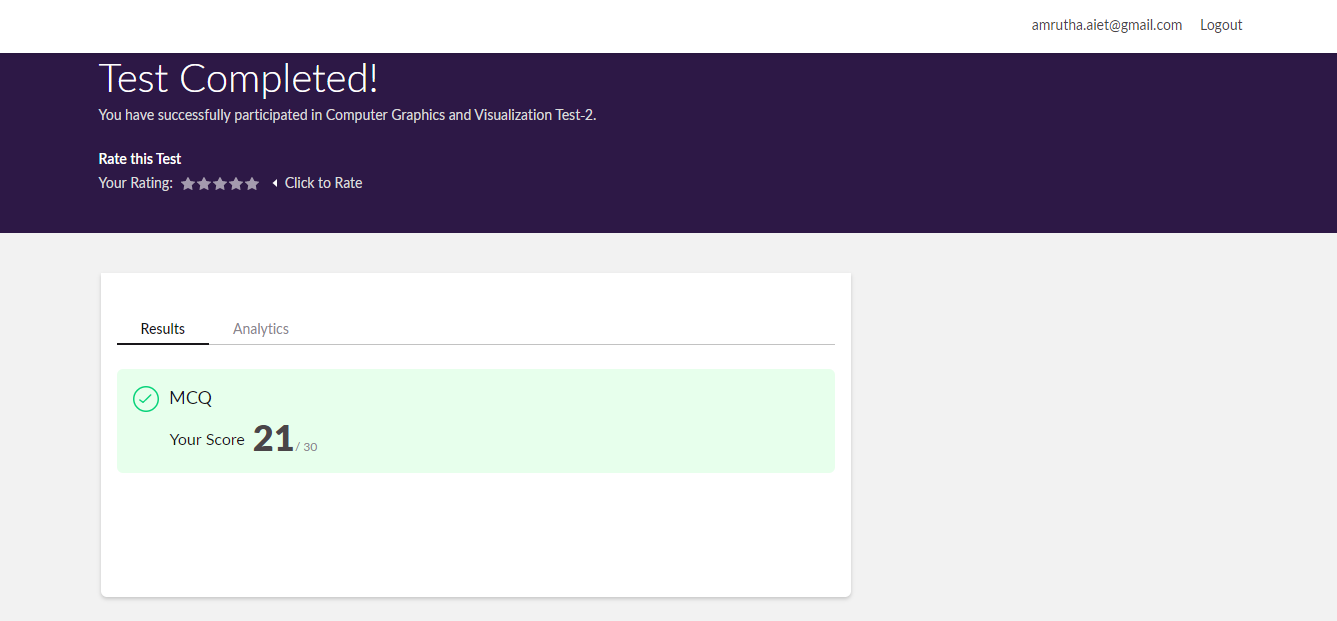 amrutha.aiet@gmail.com Logout
Test Completed!
You have successfully participated in Computer Graphics and Visualization Test-2.
Rate this Test
Your Rating: Click to Rate
Results Analytics
MCQ
Your Score 21/ 30